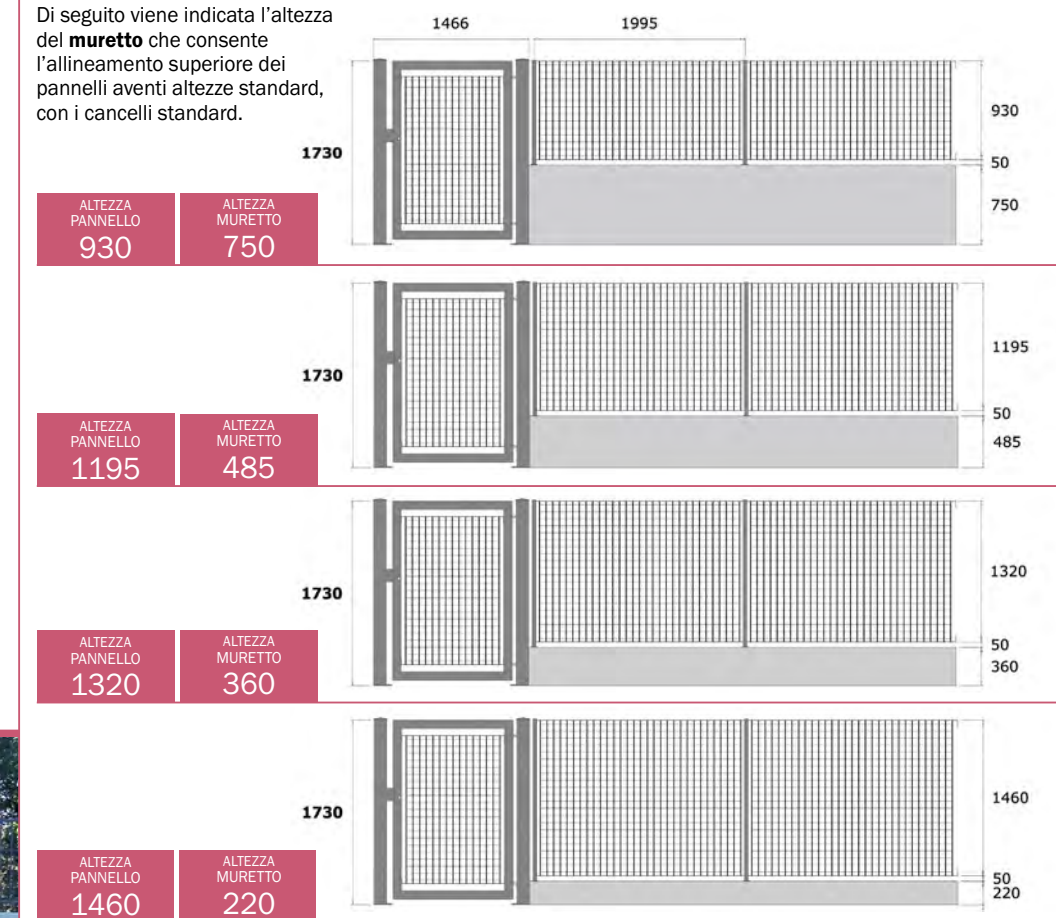 Di seguito viene indicata l’altezza
del muretto che consente
l’allineamento superiore dei
pannelli aventi altezze standard,
con i cancelli standard.
1466
1995
1730
930
50
750
ALTEZZA
PANNELLO
930
ALTEZZA
MURETTO
750
1730
1195
50
485
ALTEZZA
PANNELLO
1195
ALTEZZA
MURETTO
485
1730
1320
50
360
ALTEZZA
PANNELLO
1320
ALTEZZA
MURETTO
360
1730
1460
50
220
ALTEZZA
PANNELLO
1460
ALTEZZA
MURETTO
220